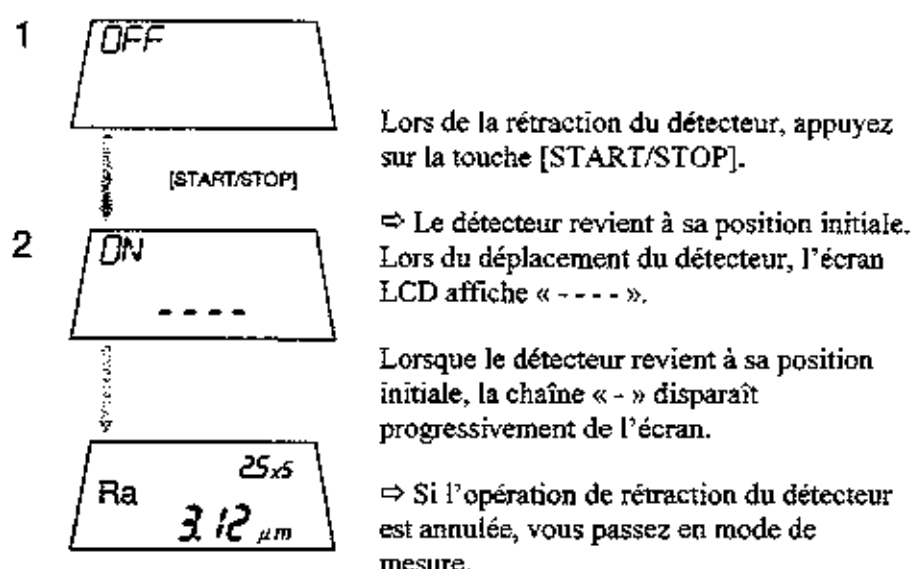 1
OFF
[START/STOP]
Lors de la rétraction du détecteur, appuyez
sur la touche [START/STOP].
2
ON
- - - -
⇨ Le détecteur revient à sa position initiale.
Lors du déplacement du détecteur, l'écran
LCD affiche « - - - - ».
Lorsque le détecteur revient à sa position
initiale, la chaîne « - » disparaît
progressivement de l'écran.
25x5
Ra
3.12 µm
⇨ Si l'opération de rétraction du détecteur
est annulée, vous passez en mode de
mesure.